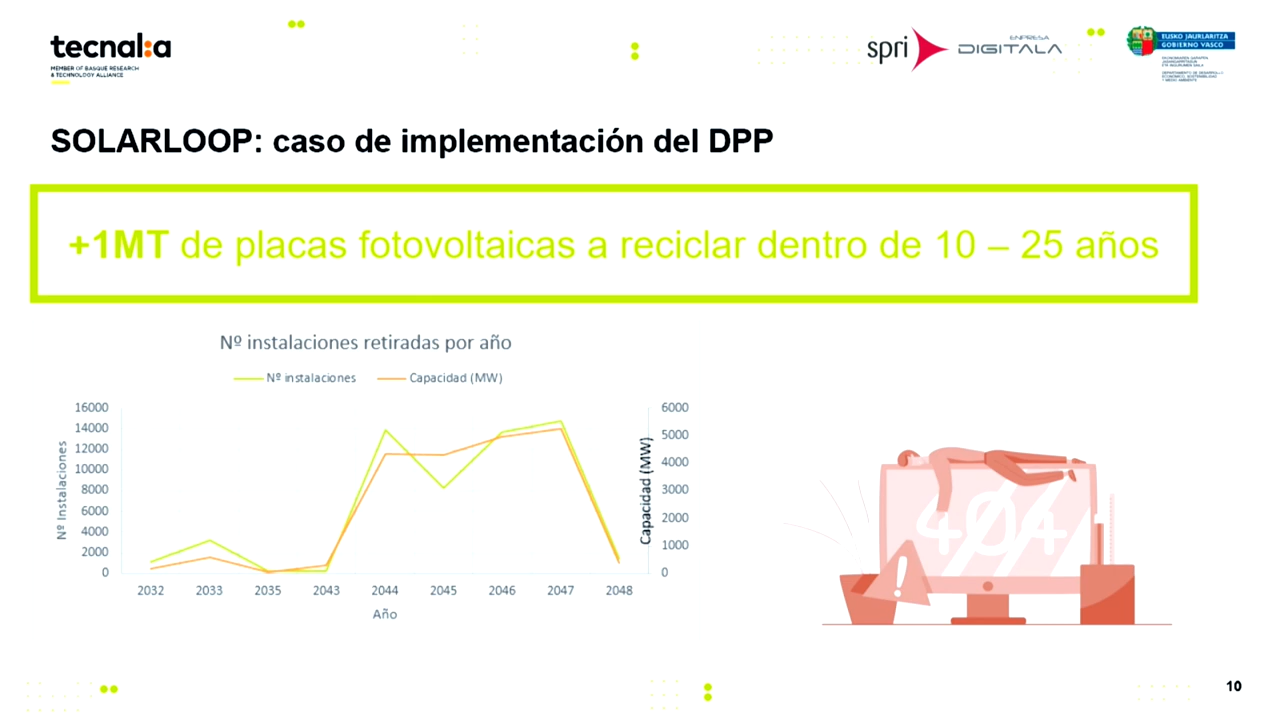 tecnal:a
MEMBER OF BASQUE RESEARCH
& TECHNOLOGY ALLIANCE
spri
ENPRESA
DIGITALA
EUSKO JAURLARITZA
GOBIERNO VASCO
SOLARLOOP: caso de implementación del DPP
+1MT de placas fotovoltaicas a reciclar dentro de 10 – 25 años
Nº instalaciones retiradas por año
Nº instalaciones
Capacidad (MW)
Nº Instalaciones
16000
14000
12000
10000
8000
6000
4000
2000
0
Capacidad (MW)
6000
5000
4000
3000
2000
1000
0
2032 2033 2035 2043 2044 2045 2046 2047 2048
Año
404
!
10